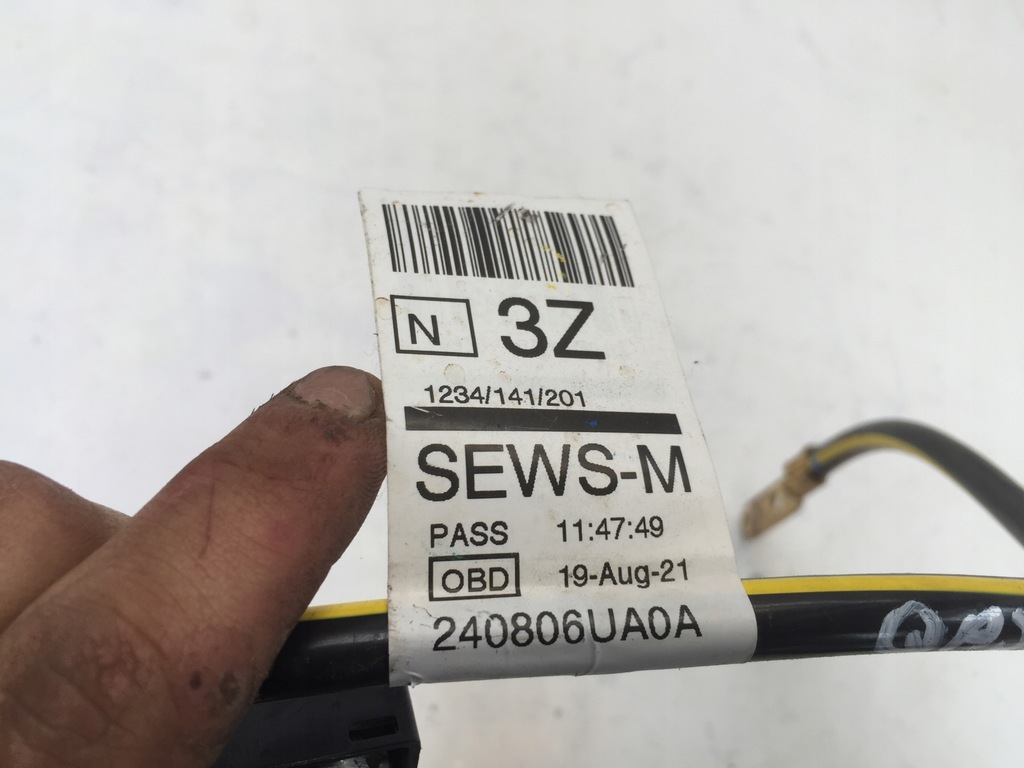 N 3Z
1234/141/201
SEWS-M
PASS 11:47:49
OBD 19-Aug-21
240806UA0A